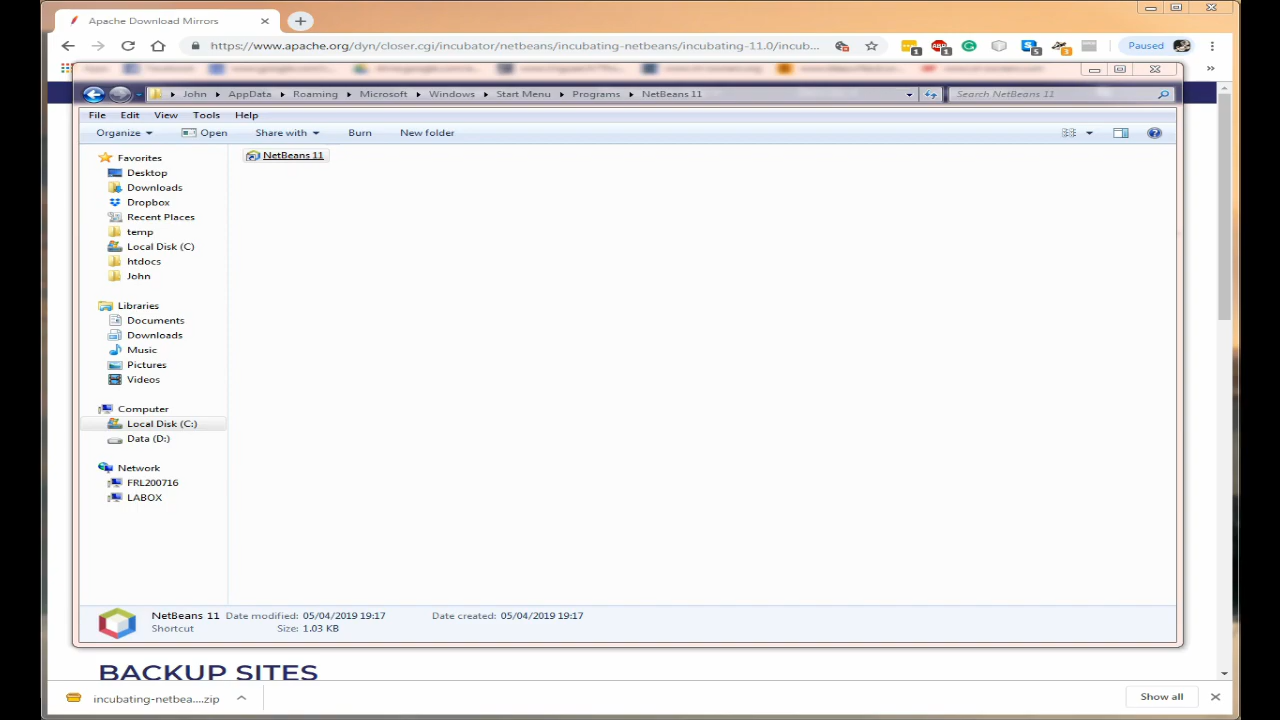 Apache Download Mirrors
https://www.apache.org/dyn/closer.cgi/incubator/netbeans/incubating-netbeans/incubating-11.0/incub...
1
1
5
3
Paused
John AppData Roaming Microsoft Windows Start Menu Programs NetBeans 11
Search NetBeans 11
File Edit View Tools Help
Organize Open Share with Burn New folder
Favorites
Desktop
Downloads
Dropbox
Recent Places
temp
Local Disk (C)
htdocs
John
Libraries
Documents
Downloads
Music
Pictures
Videos
Computer
Local Disk (C:)
Data (D:)
Network
FRL200716
LABOX
NetBeans 11
NetBeans 11 Date modified: 05/04/2019 19:17 Date created: 05/04/2019 19:17
Shortcut Size: 1.03 KB
BACKUP SITES
incubating-netbea....zip
Show all